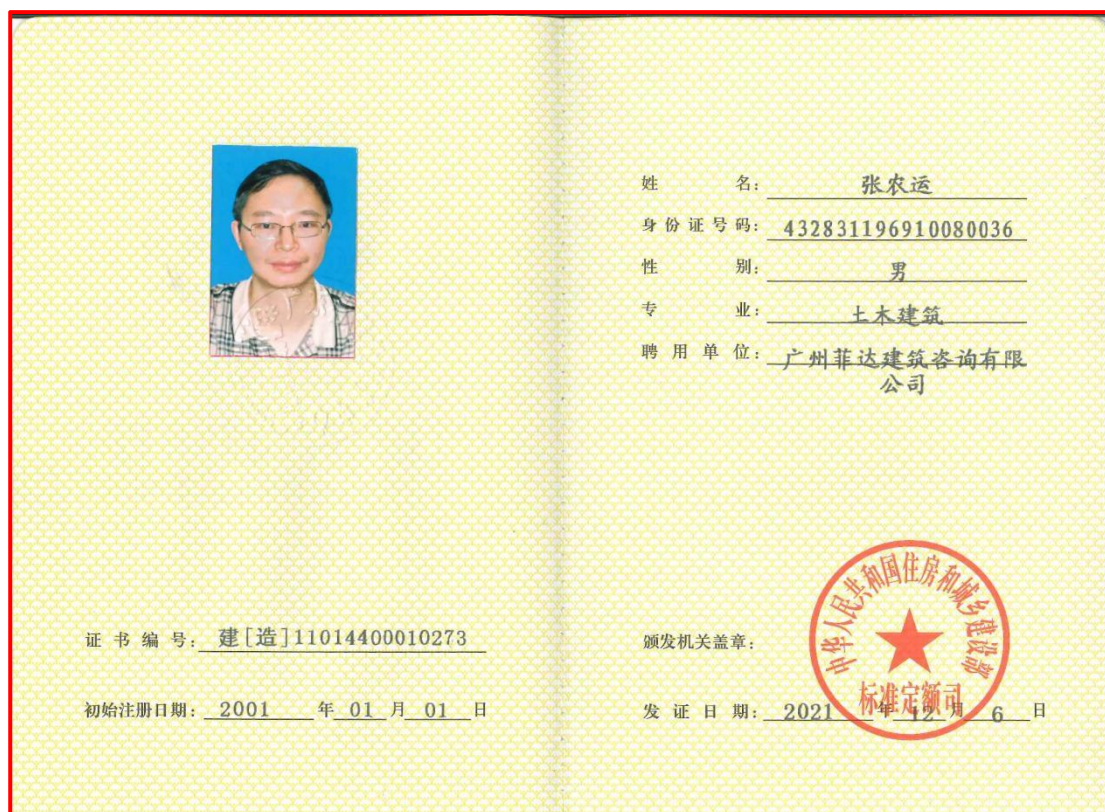 姓 名: 张农运
身份证号码: 432831196910080036
性 别: 男
专 业: 土木建筑
聘用单位: 广州菲达建筑咨询有限
公司
证书编号: 建[造]11014400010273
初始注册日期: 2001 年 01 月 01 日
颁发机关盖章:
中华人民共和国住房和城乡建设部
标准定额司
发证日期: 2021 年 12 月 6 日